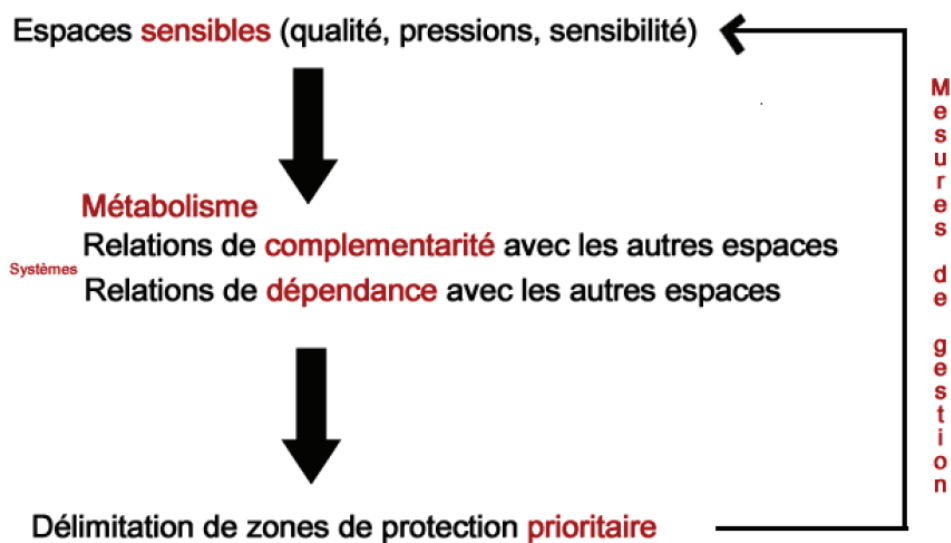 Espaces sensibles (qualité, pressions, sensibilité)
Métabolisme
Relations de complementarité avec les autres espaces
Systèmes
Relations de dépendance avec les autres espaces
Délimitation de zones de protection prioritaire
Mesures de gestion